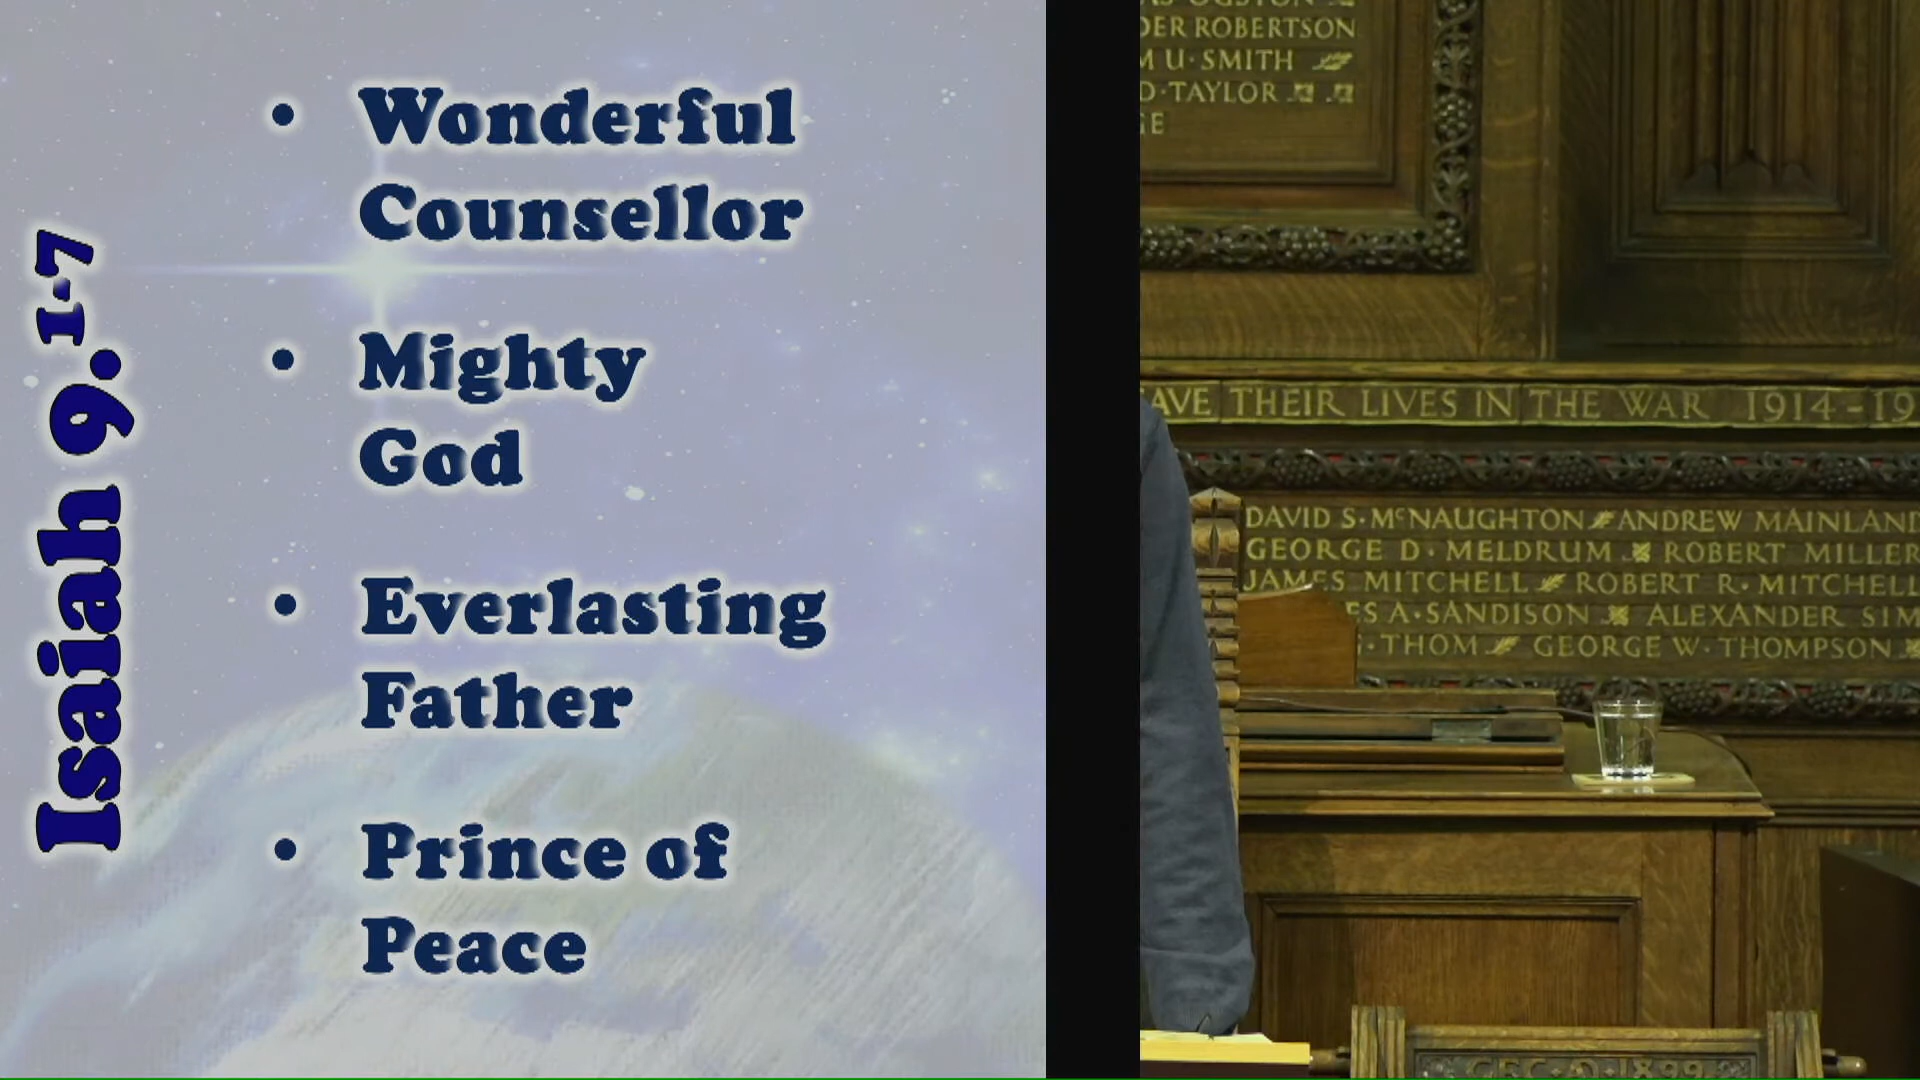 Isaiah 9.1-7
• Wonderful
Counsellor
• Mighty
God
• Everlasting
Father
• Prince of
Peace
ROBERTSON
U·SMITH
TAYLOR
THEIR LIVES IN THE WAR 1914-19
DAVID S·McNAUGHTON ANDREW MAINLAND
GEORGE D·MELDRUM ROBERT MILLER
JAMES MITCHELL ROBERT R·MITCHELL
A·SANDISON ALEXANDER SIM
THOM GEORGE W·THOMPSON
1899